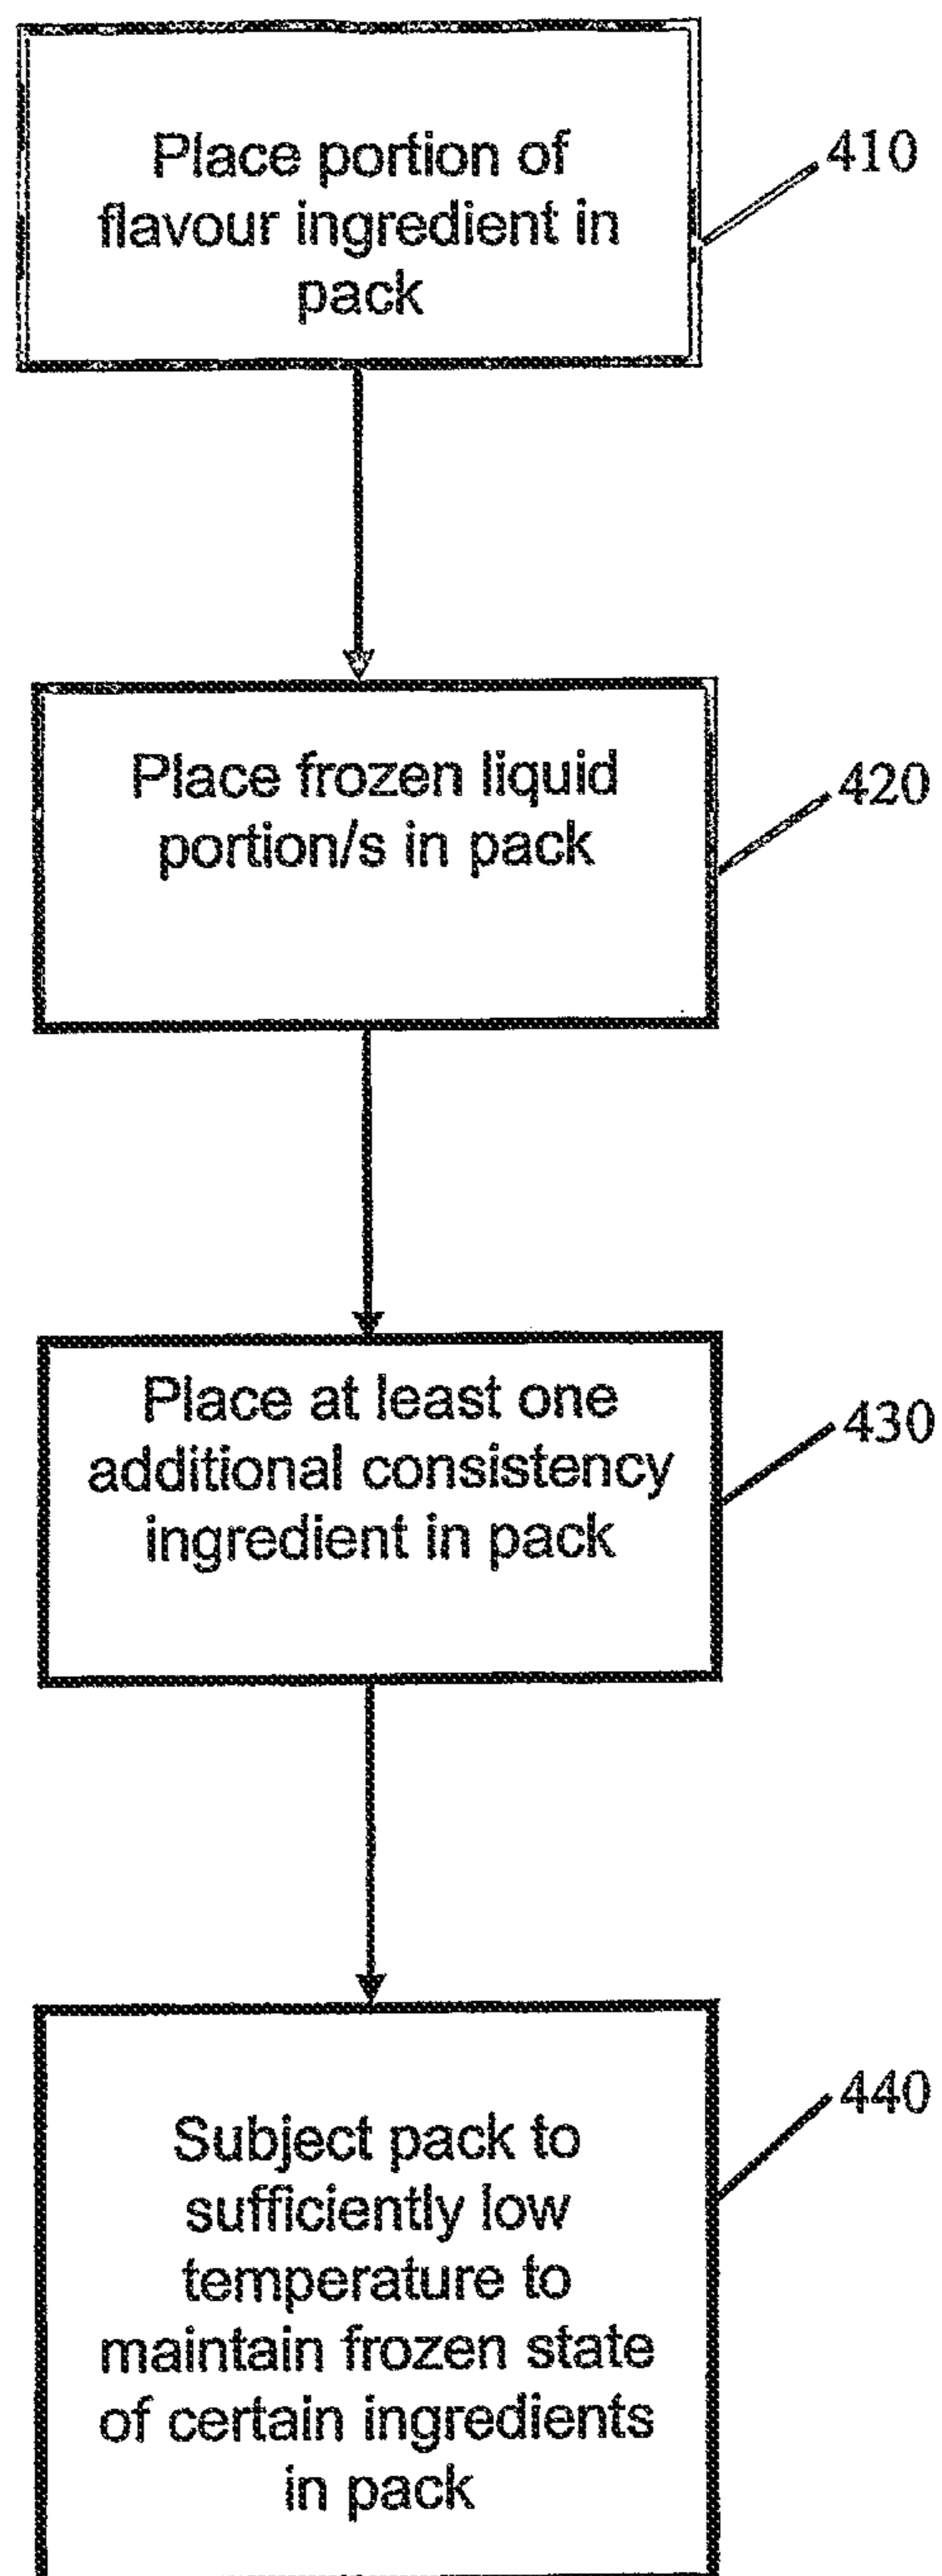 Place portion of
flavour ingredient in
pack
410
Place frozen liquid
portion/s in pack
420
Place at least one
additional consistency
ingredient in pack
430
Subject pack to
sufficiently low
temperature to
maintain frozen state
of certain ingredients
in pack
440